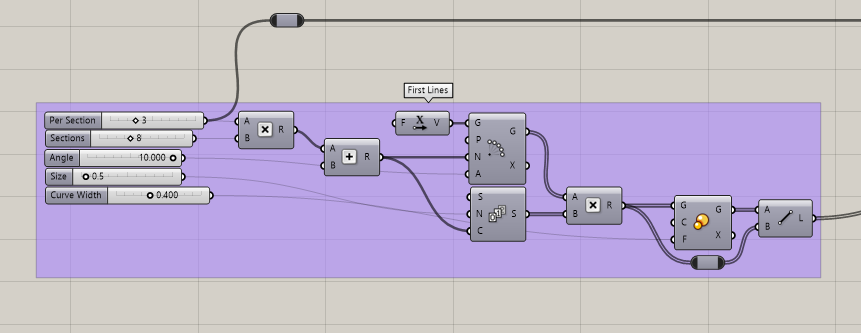 First Lines
Per Section 3
Sections 8
Angle 10.000
Size 0.5
Curve Width 0.400
A B R
A B R
F X V
G P N A G X
S N C S
A B R
G C F G X
A B L